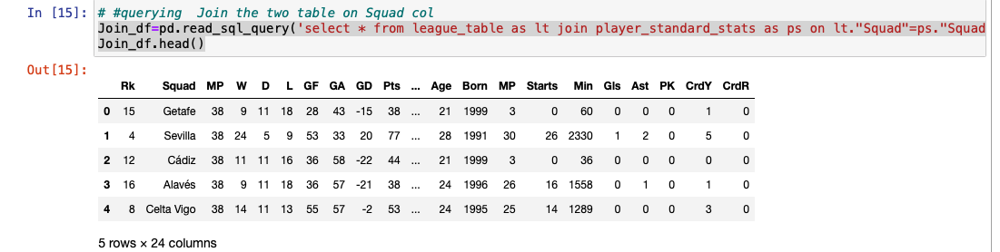 In [15]: # #querying  Join the two table on Squad col
Join_df=pd.read_sql_query('select * from league_table as lt join player_standard_stats as ps on lt."Squad"=ps."Squad
Join_df.head()
Out[15]:
Rk Squad MP W D L GF GA GD Pts ... Age Born MP Starts Min Gls Ast PK CrdY CrdR
0 15 Getafe 38 9 11 18 28 43 -15 38 ... 21 1999 3 0 60 0 0 0 1 0
1 4 Sevilla 38 24 5 9 53 33 20 77 ... 28 1991 30 26 2330 1 2 0 5 0
2 12 Cádiz 38 11 11 16 36 58 -22 44 ... 21 1999 3 0 36 0 0 0 0 0
3 16 Alavés 38 9 11 18 36 57 -21 38 ... 24 1996 26 16 1558 0 1 0 1 0
4 8 Celta Vigo 38 14 11 13 55 57 -2 53 ... 24 1995 25 14 1289 0 0 0 3 0
5 rows × 24 columns